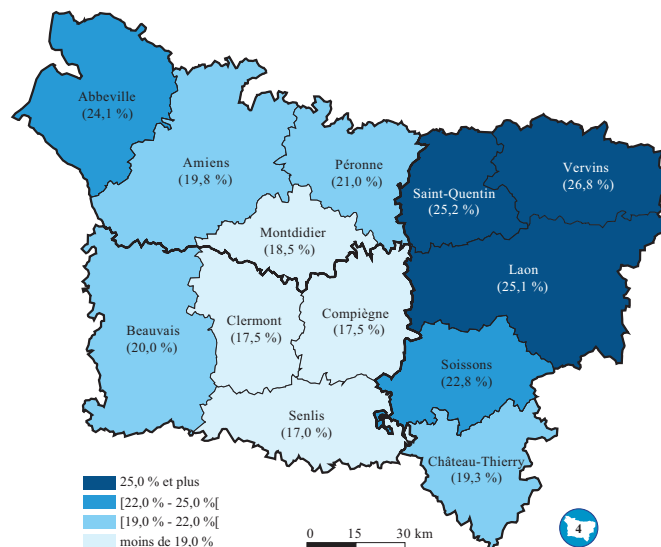 Abbeville
(24,1 %)
Amiens
(19,8 %)
Péronne
(21,0 %)
Saint-Quentin
(25,2 %)
Vervins
(26,8 %)
Montdidier
(18,5 %)
Laon
(25,1 %)
Beauvais
(20,0 %)
Clermont
(17,5 %)
Compiègne
(17,5 %)
Soissons
(22,8 %)
Senlis
(17,0 %)
Château-Thierry
(19,3 %)
25,0 % et plus
[22,0 % - 25,0 %[
[19,0 % - 22,0%[
moins de 19,0 %
0 15 30 km
4